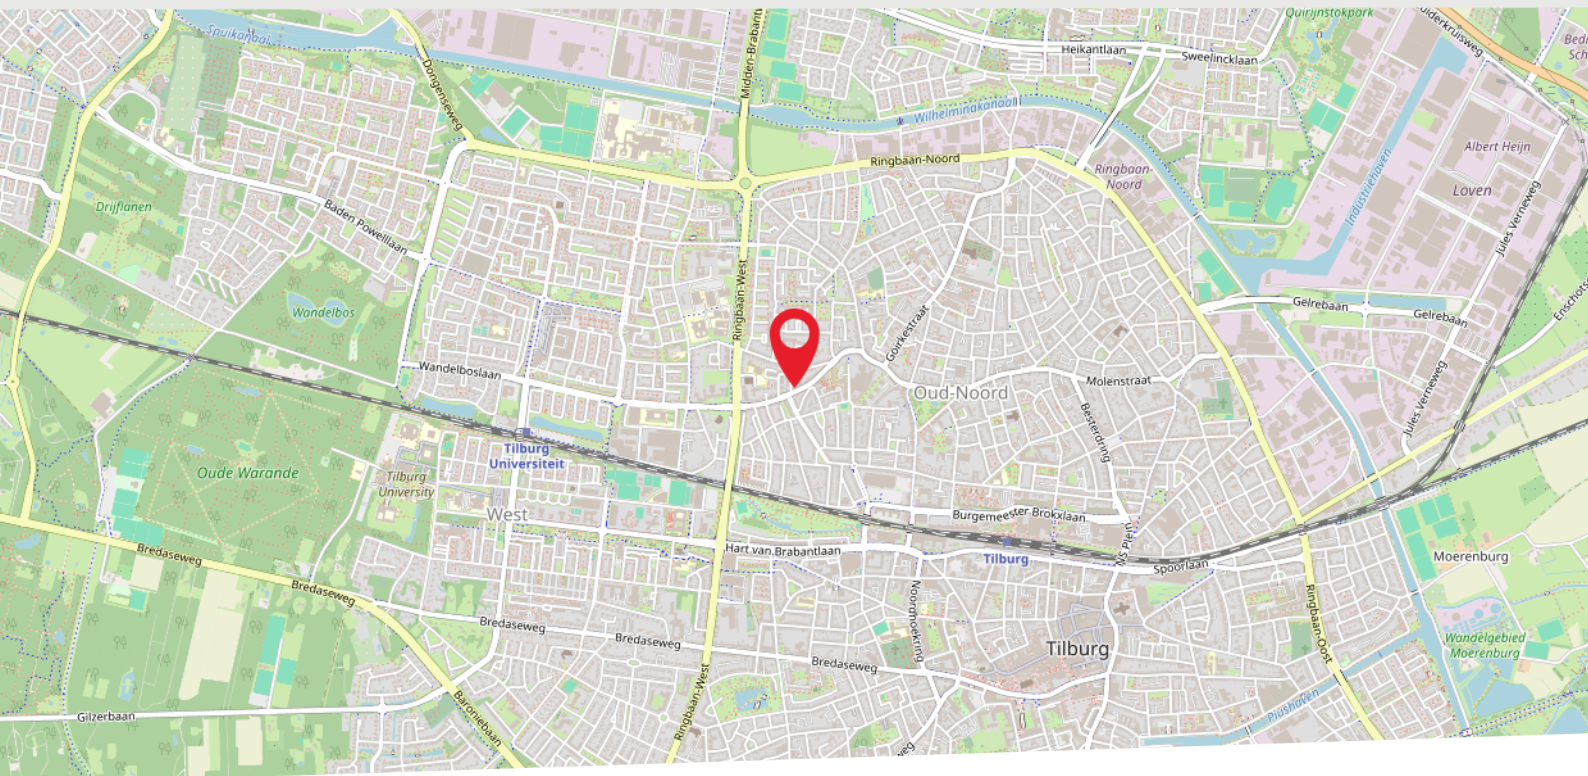 Spuikanaal
Dongenseweg
Midden-Brabant
Heikantlaan
Sweelincklaan
Quirijnstokpark
Wilhelminakanaal
Ringbaan-Noord
Ringbaan-
Noord
Industriehaven
Albert Heijn
Loven
Jules Verneweg
Drijflanen
Baden Powelllaan
Wandelbos
Ringbaan-West
Goirkestraat
Gelrebaan
Gelrebaan
Wandelboslaan
Oud-Noord
Molenstraat
Besterdring
Jules Verneweg
Tilburg
Universiteit
Oude Warande
Tilburg
University
West
Burgemeester Brokxlaan
Hart van Brabantlaan
Tilburg
NS Plein
Spoorlaan
Moerenburg
Bredaseweg
Bredaseweg
Bredaseweg
Bredaseweg
Bredaseweg
Noordhoekring
Tilburg
Ringbaan-Oost
Wandelgebied
Moerenburg
Ringbaan-West
Gilzerbaan
Baroniebaan
Piushaven